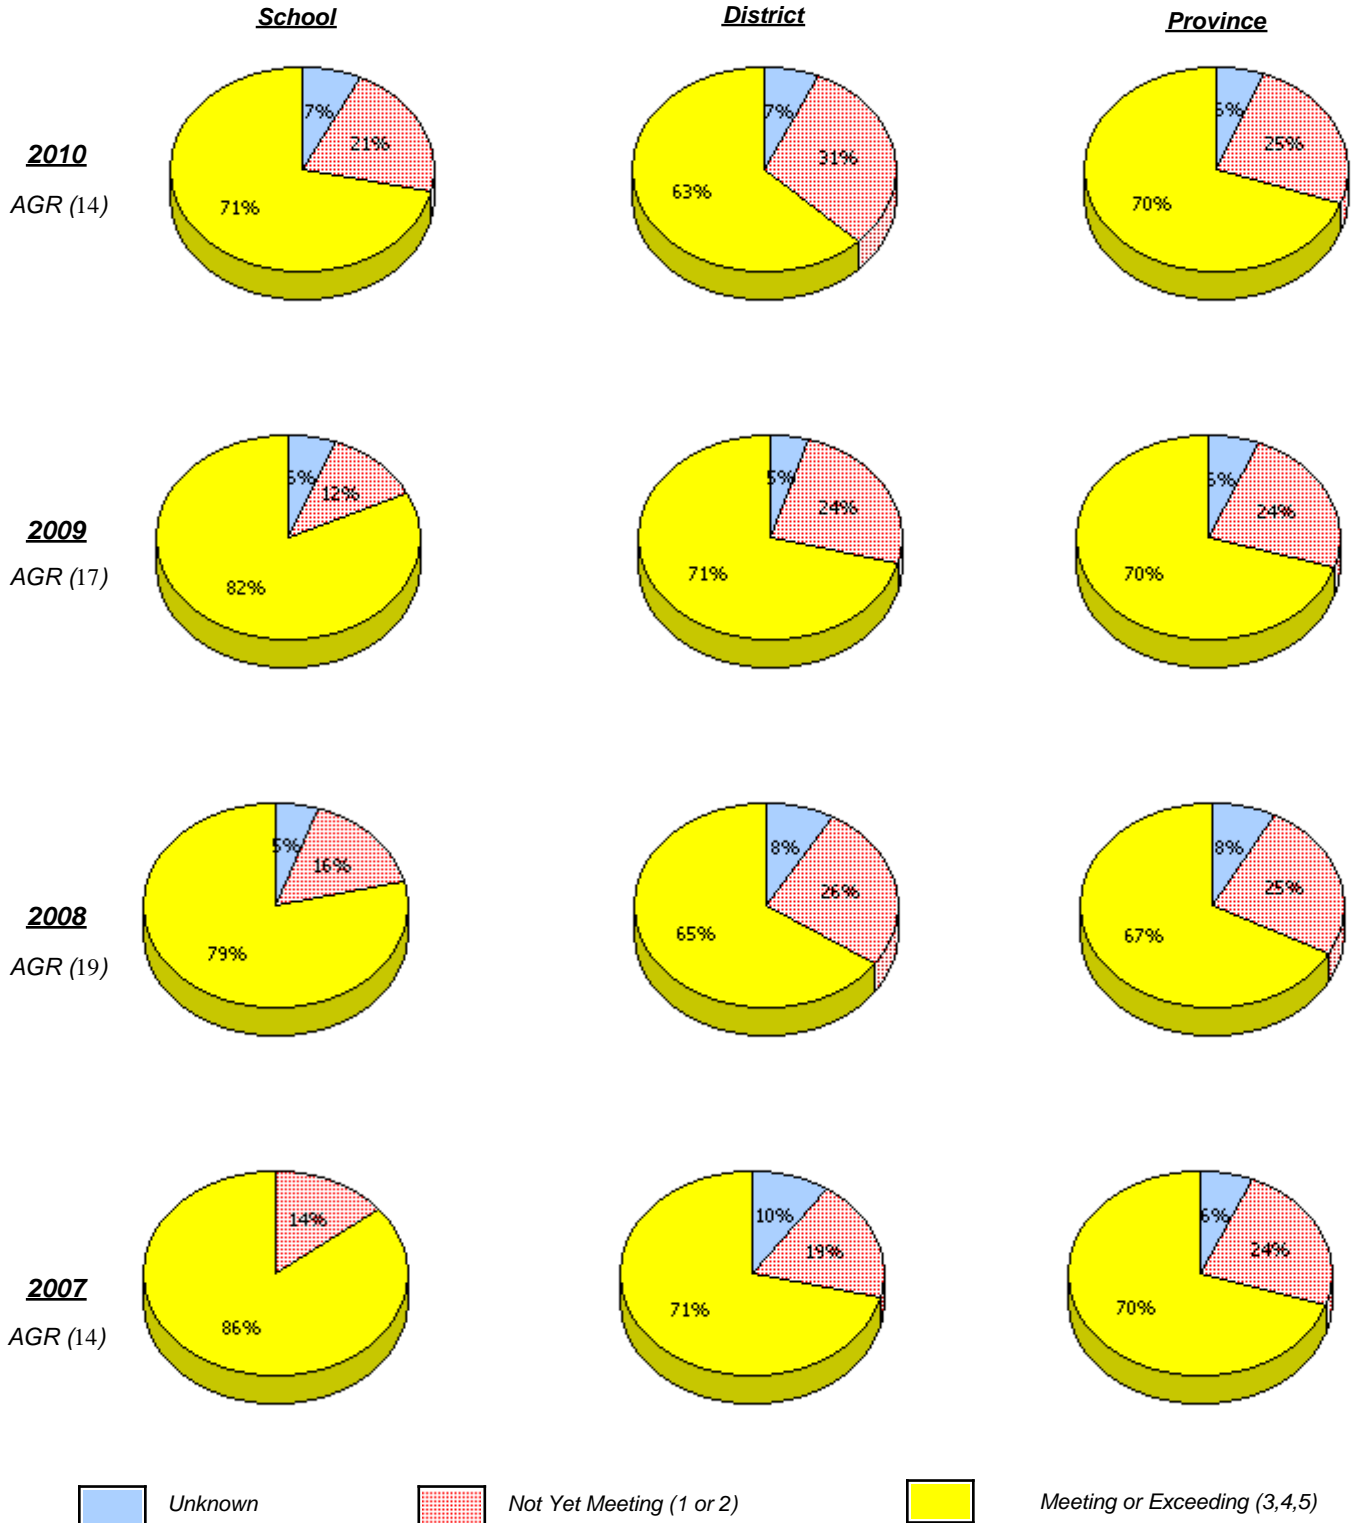 School District Province
2010
AGR (14)
7% 21% 71%
7% 31% 63%
25% 70%
2009
AGR (17)
12% 82%
5% 24% 71%
24% 70%
2008
AGR (19)
5% 16% 79%
8% 26% 65%
8% 25% 67%
2007
AGR (14)
14% 86%
10% 19% 71%
6% 24% 70%
Unknown Not Yet Meeting (1 or 2) Meeting or Exceeding (3,4,5)